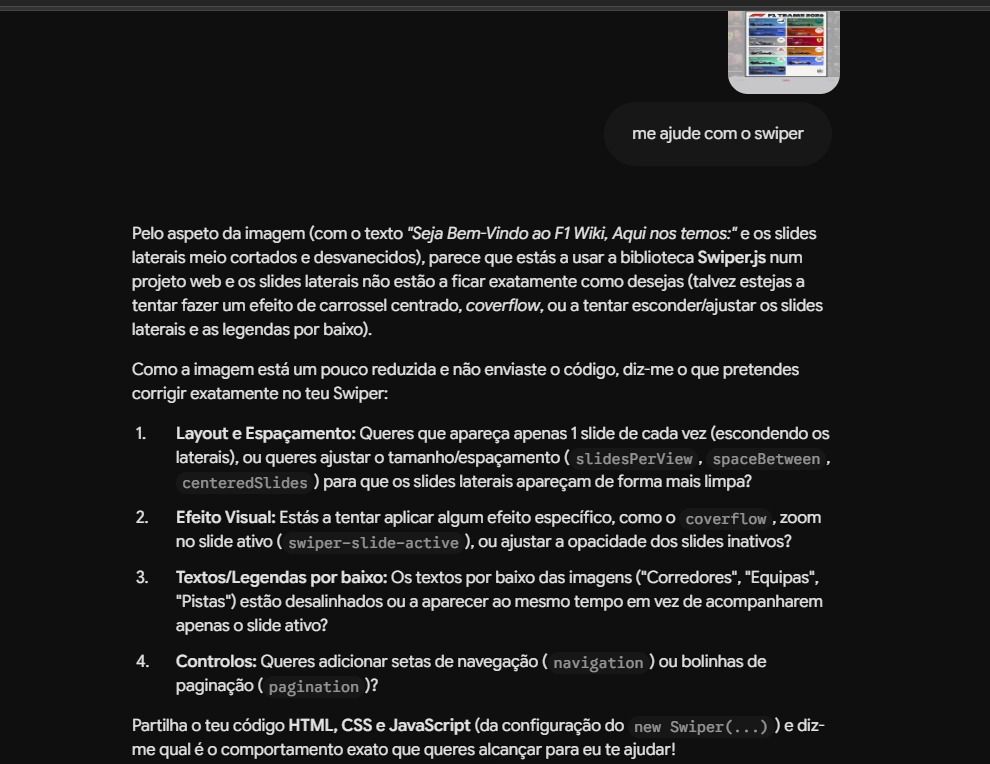 F1 TEAMS 2026
me ajude com o swiper
Pelo aspeto da imagem (com o texto "Seja Bem-Vindo ao F1 Wiki, Aqui nos temos:" e os slides
laterais meio cortados e desvanecidos), parece que estás a usar a biblioteca Swiper.js num
projeto web e os slides laterais não estão a ficar exatamente como desejas (talvez estejas a
tentar fazer um efeito de carrossel centrado, coverflow, ou a tentar esconder/ajustar os slides
laterais e as legendas por baixo).
Como a imagem está um pouco reduzida e não enviaste o código, diz-me o que pretendes
corrigir exatamente no teu Swiper:
1. Layout e Espaçamento: Queres que apareça apenas 1 slide de cada vez (escondendo os
laterais), ou queres ajustar o tamanho/espaçamento ( slidesPerView , spaceBetween ,
centeredSlides ) para que os slides laterais apareçam de forma mais limpa?
2. Efeito Visual: Estás a tentar aplicar algum efeito específico, como o coverflow , zoom
no slide ativo ( swiper-slide-active ), ou ajustar a opacidade dos slides inativos?
3. Textos/Legendas por baixo: Os textos por baixo das imagens ("Corredores", "Equipas",
"Pistas") estão desalinhados ou a aparecer ao mesmo tempo em vez de acompanharem
apenas o slide ativo?
4. Controlos: Queres adicionar setas de navegação ( navigation ) ou bolinhas de
paginação ( pagination )?
Partilha o teu código HTML, CSS e JavaScript (da configuração do new Swiper(...) ) e diz-
me qual é o comportamento exato que queres alcançar para eu te ajudar!